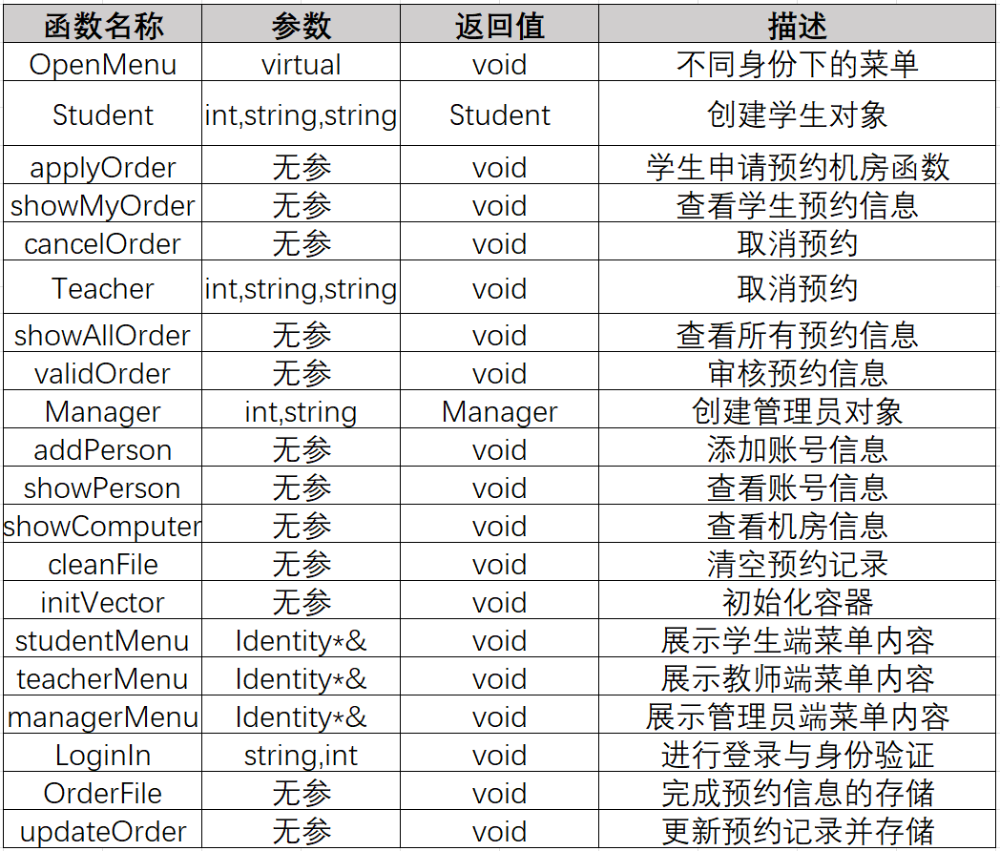 函数名称 参数 返回值 描述
OpenMenu virtual void 不同身份下的菜单
Student int,string,string Student 创建学生对象
applyOrder 无参 void 学生申请预约机房函数
showMyOrder 无参 void 查看学生预约信息
cancelOrder 无参 void 取消预约
Teacher int,string,string void 取消预约
showAllOrder 无参 void 查看所有预约信息
validOrder 无参 void 审核预约信息
Manager int,string Manager 创建管理员对象
addPerson 无参 void 添加账号信息
showPerson 无参 void 查看账号信息
showComputer 无参 void 查看机房信息
cleanFile 无参 void 清空预约记录
initVector 无参 void 初始化容器
studentMenu Identity*& void 展示学生端菜单内容
teacherMenu Identity*& void 展示教师端菜单内容
managerMenu Identity*& void 展示管理员端菜单内容
LoginIn string,int void 进行登录与身份验证
OrderFile 无参 void 完成预约信息的存储
updateOrder 无参 void 更新预约记录并存储